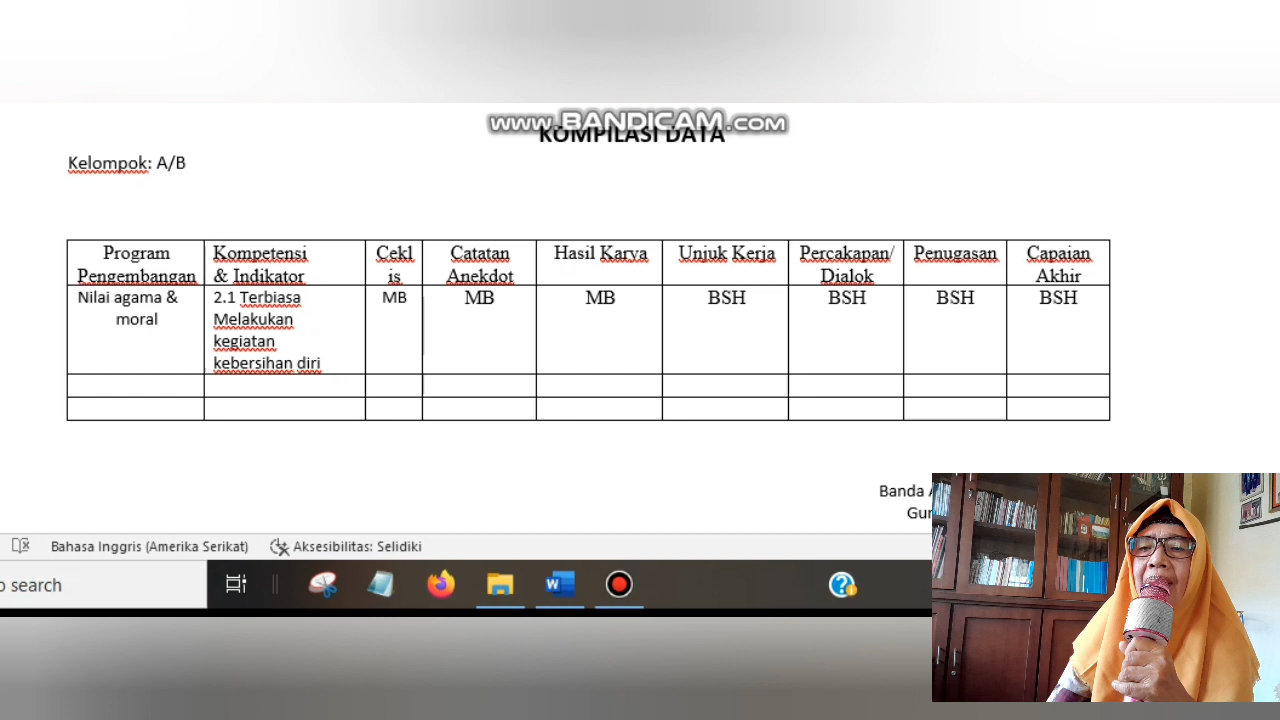 www.BANDICAM.com
KOMPILASI DATA
Kelompok: A/B
Program Pengembangan
Kompetensi & Indikator
Cekl is
Catatan Anekdot
Hasil Karya
Unjuk Kerja
Percakapan/ Dialok
Penugasan
Capaian Akhir
Nilai agama & moral
2.1 Terbiasa
Melakukan
kegiatan
kebersihan diri
MB
MB
MB
BSH
BSH
BSH
BSH
Banda
Bahasa Inggris (Amerika Serikat)
Aksesibilitas: Selidiki
search